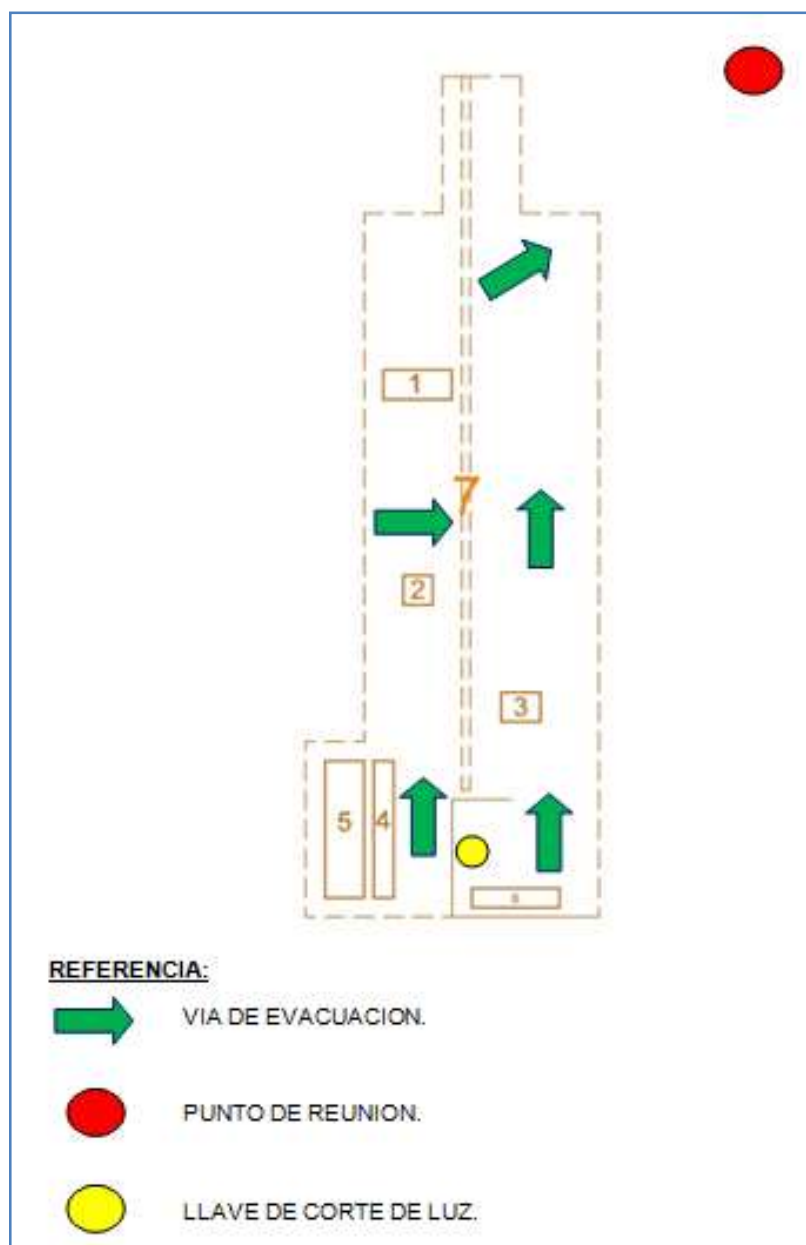 1
7
2
3
5 4
REFERENCIA:
VIA DE EVACUACION.
PUNTO DE REUNION.
LLAVE DE CORTE DE LUZ.